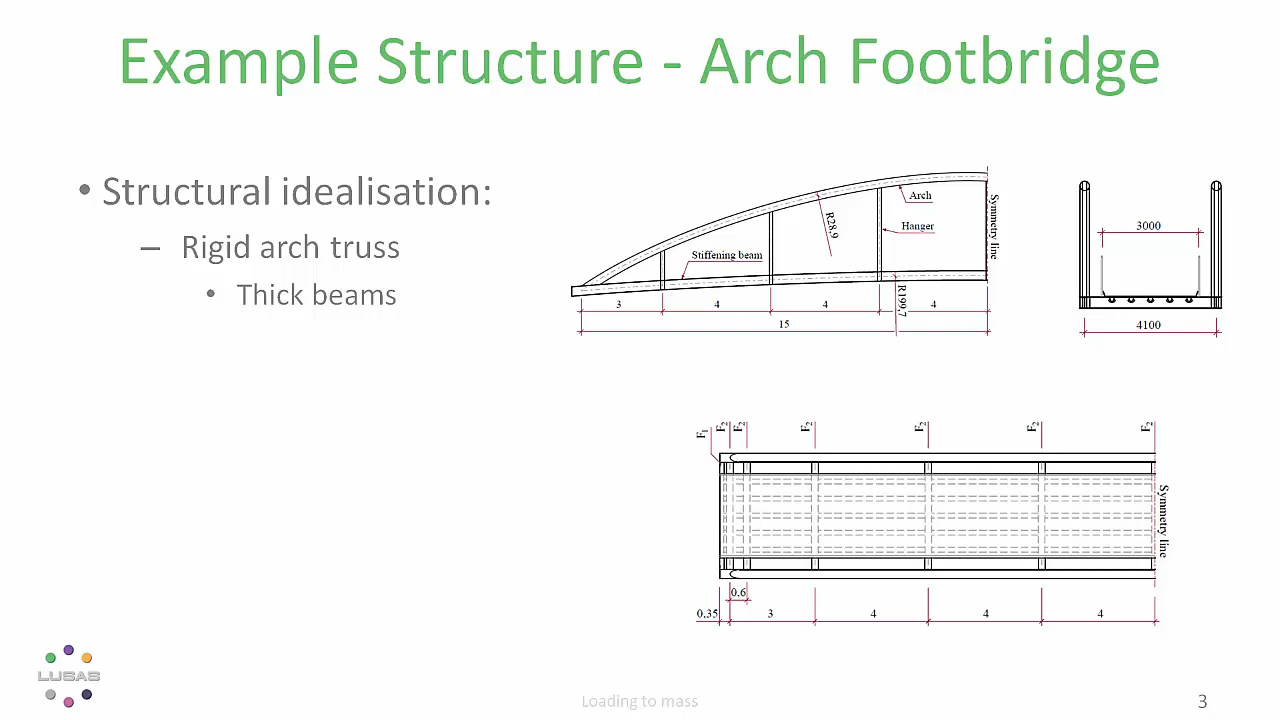 Example Structure - Arch Footbridge
• Structural idealisation:
– Rigid arch truss
• Thick beams
Arch
Hanger
Stiffening beam
R28,9
Symmetry line
3 4 4 4
R199,7
15
3000
4100
F1 F2 F2 F2 F2 F2 F2
Symmetry line
0,6
0,35 3 4 4 4
LUSAS
Loading to mass
3